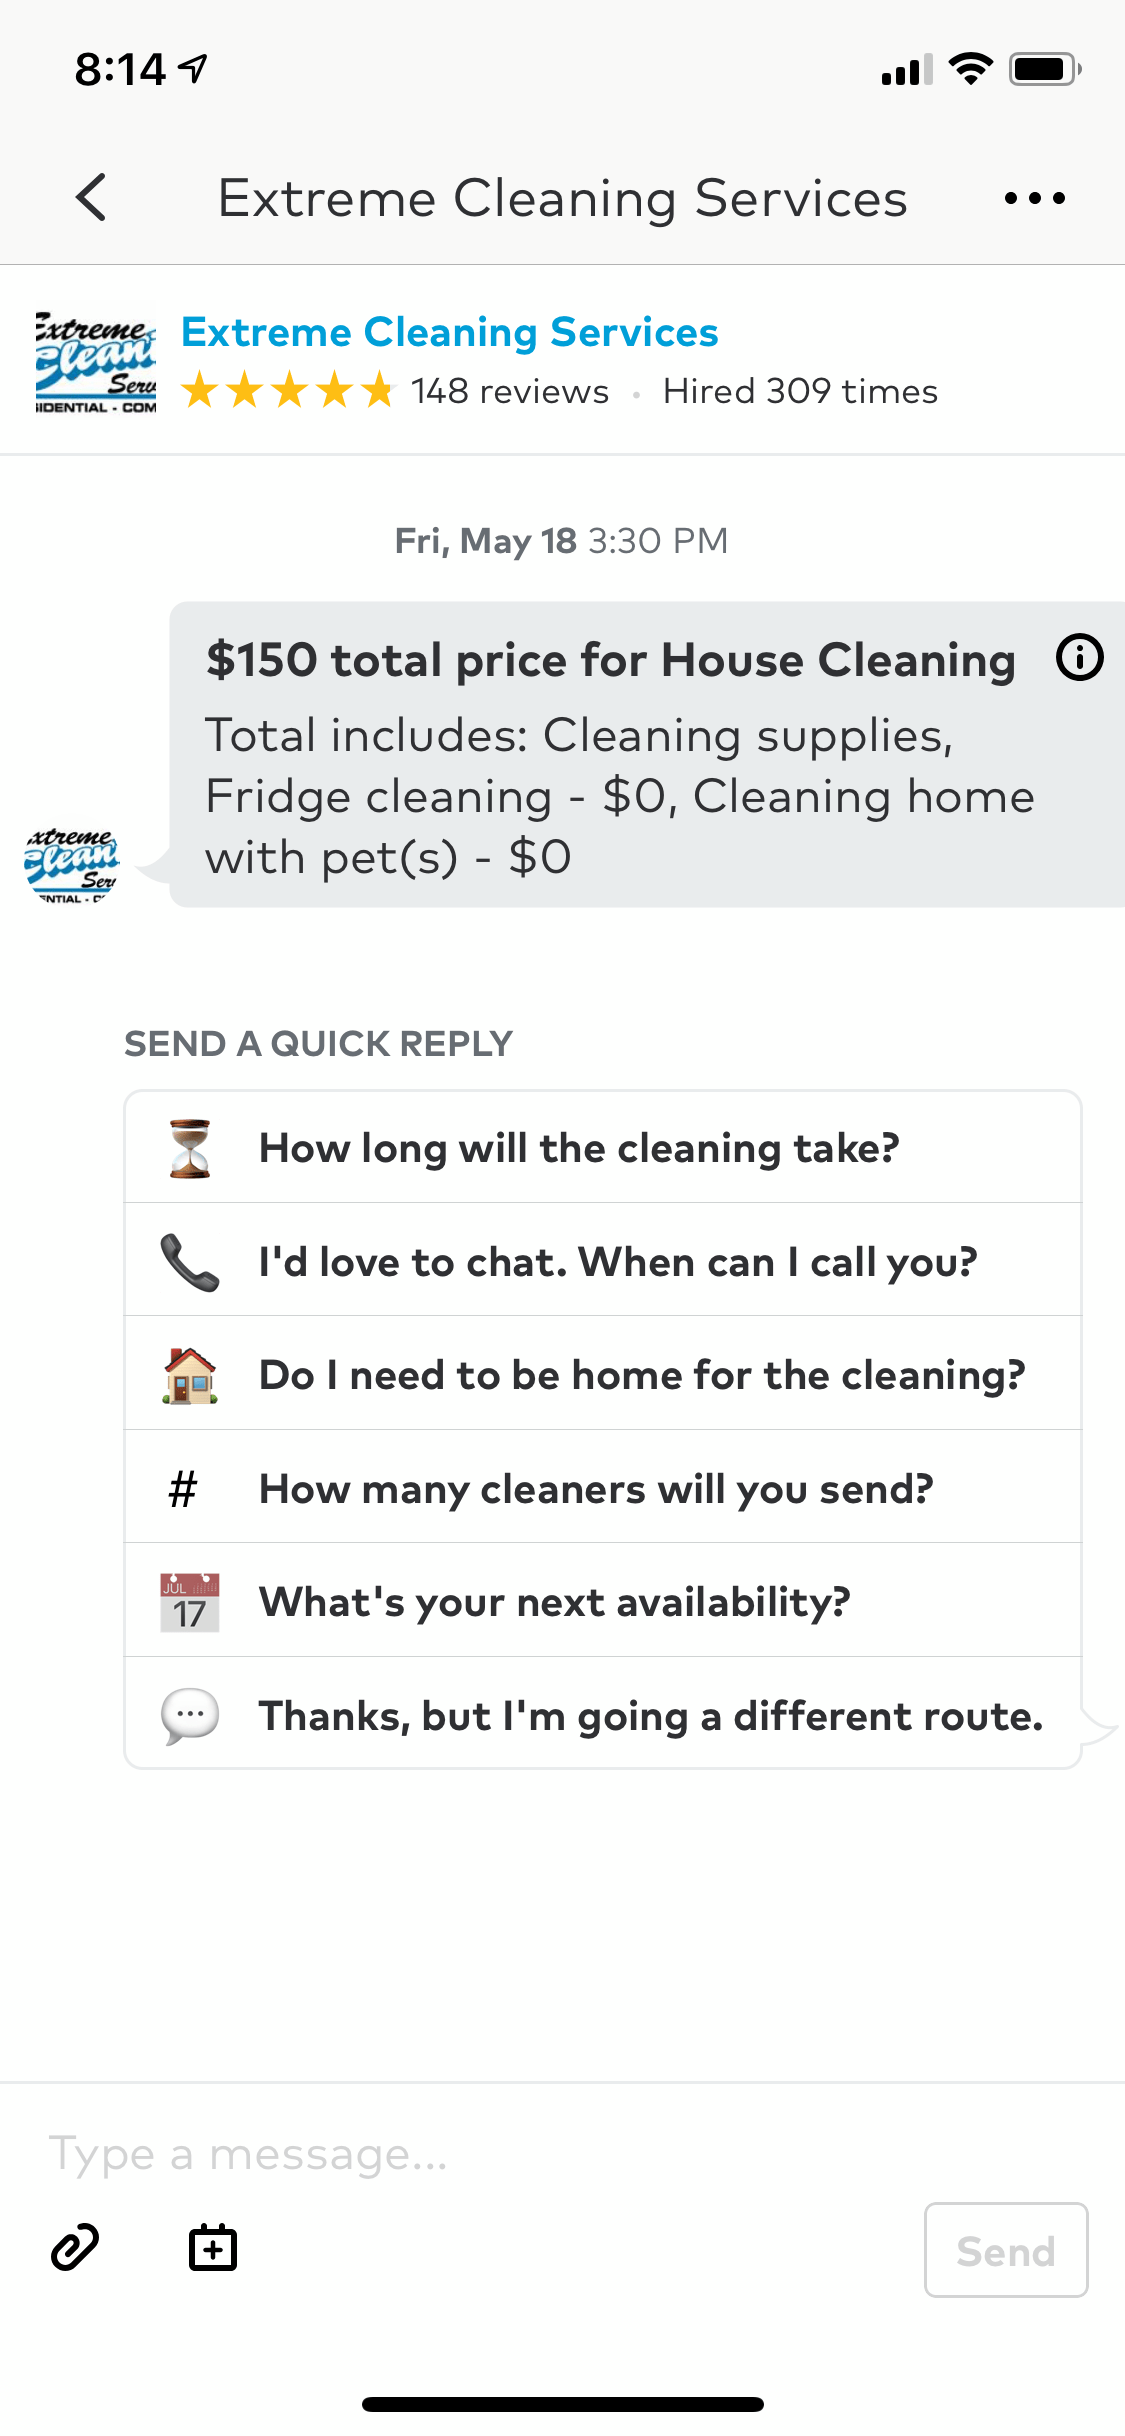 8:14
Extreme Cleaning Services
Extreme
Clean
Serv
IDENTIAL - COM
Extreme Cleaning Services
148 reviews • Hired 309 times
Fri, May 18 3:30 PM
$150 total price for House Cleaning
Total includes: Cleaning supplies,
Fridge cleaning - $0, Cleaning home
with pet(s) - $0
xtreme
Clean
Ser
ENTIAL - C
SEND A QUICK REPLY
How long will the cleaning take?
I'd love to chat. When can I call you?
Do I need to be home for the cleaning?
# How many cleaners will you send?
JUL
17
What's your next availability?
Thanks, but I'm going a different route.
Type a message...
Send